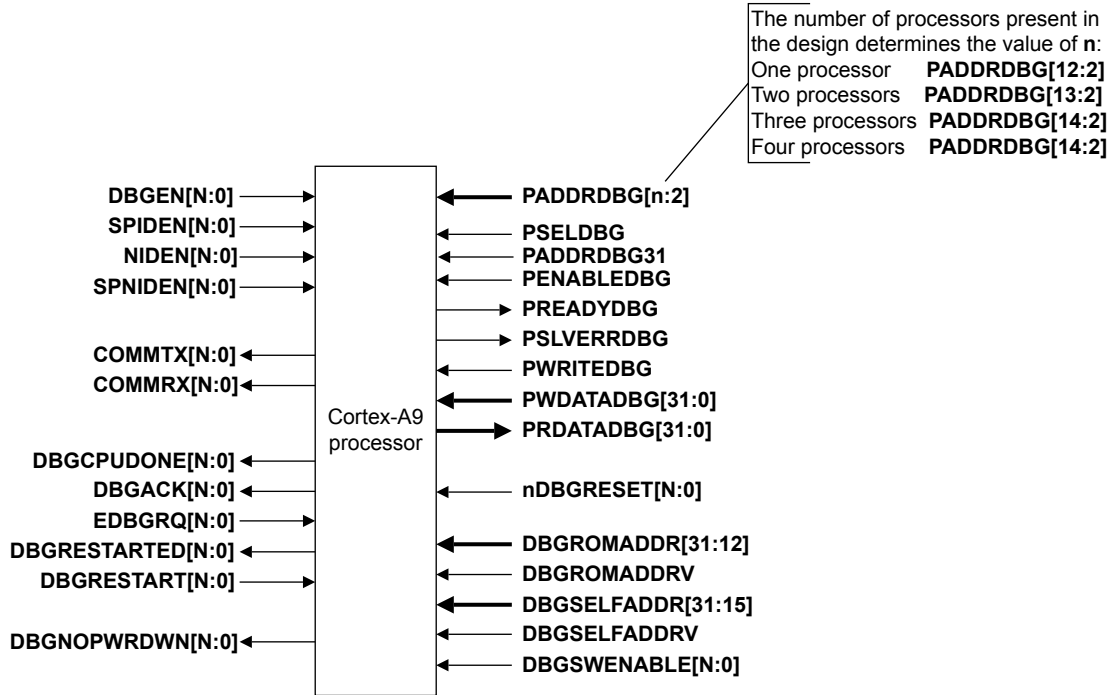 The number of processors present in
the design determines the value of n:
One processor PADDRDBG[12:2]
Two processors PADDRDBG[13:2]
Three processors PADDRDBG[14:2]
Four processors PADDRDBG[14:2]
DBGEN[N:0]
SPIDEN[N:0]
NIDEN[N:0]
SPNIDEN[N:0]
COMMTX[N:0]
COMMRX[N:0]
DBGCPUDONE[N:0]
DBGACK[N:0]
EDBGRQ[N:0]
DBGRESTARTED[N:0]
DBGRESTART[N:0]
DBGNOPWRDWN[N:0]
Cortex-A9
processor
PADDRDBG[n:2]
PSELDBG
PADDRDBG31
PENABLEDBG
PREADYDBG
PSLVERRDBG
PWRITEDBG
PWDATADBG[31:0]
PRDATADBG[31:0]
nDBGRESET[N:0]
DBGROMADDR[31:12]
DBGROMADDRV
DBGSELFADDR[31:15]
DBGSELFADDRV
DBGSWENABLE[N:0]